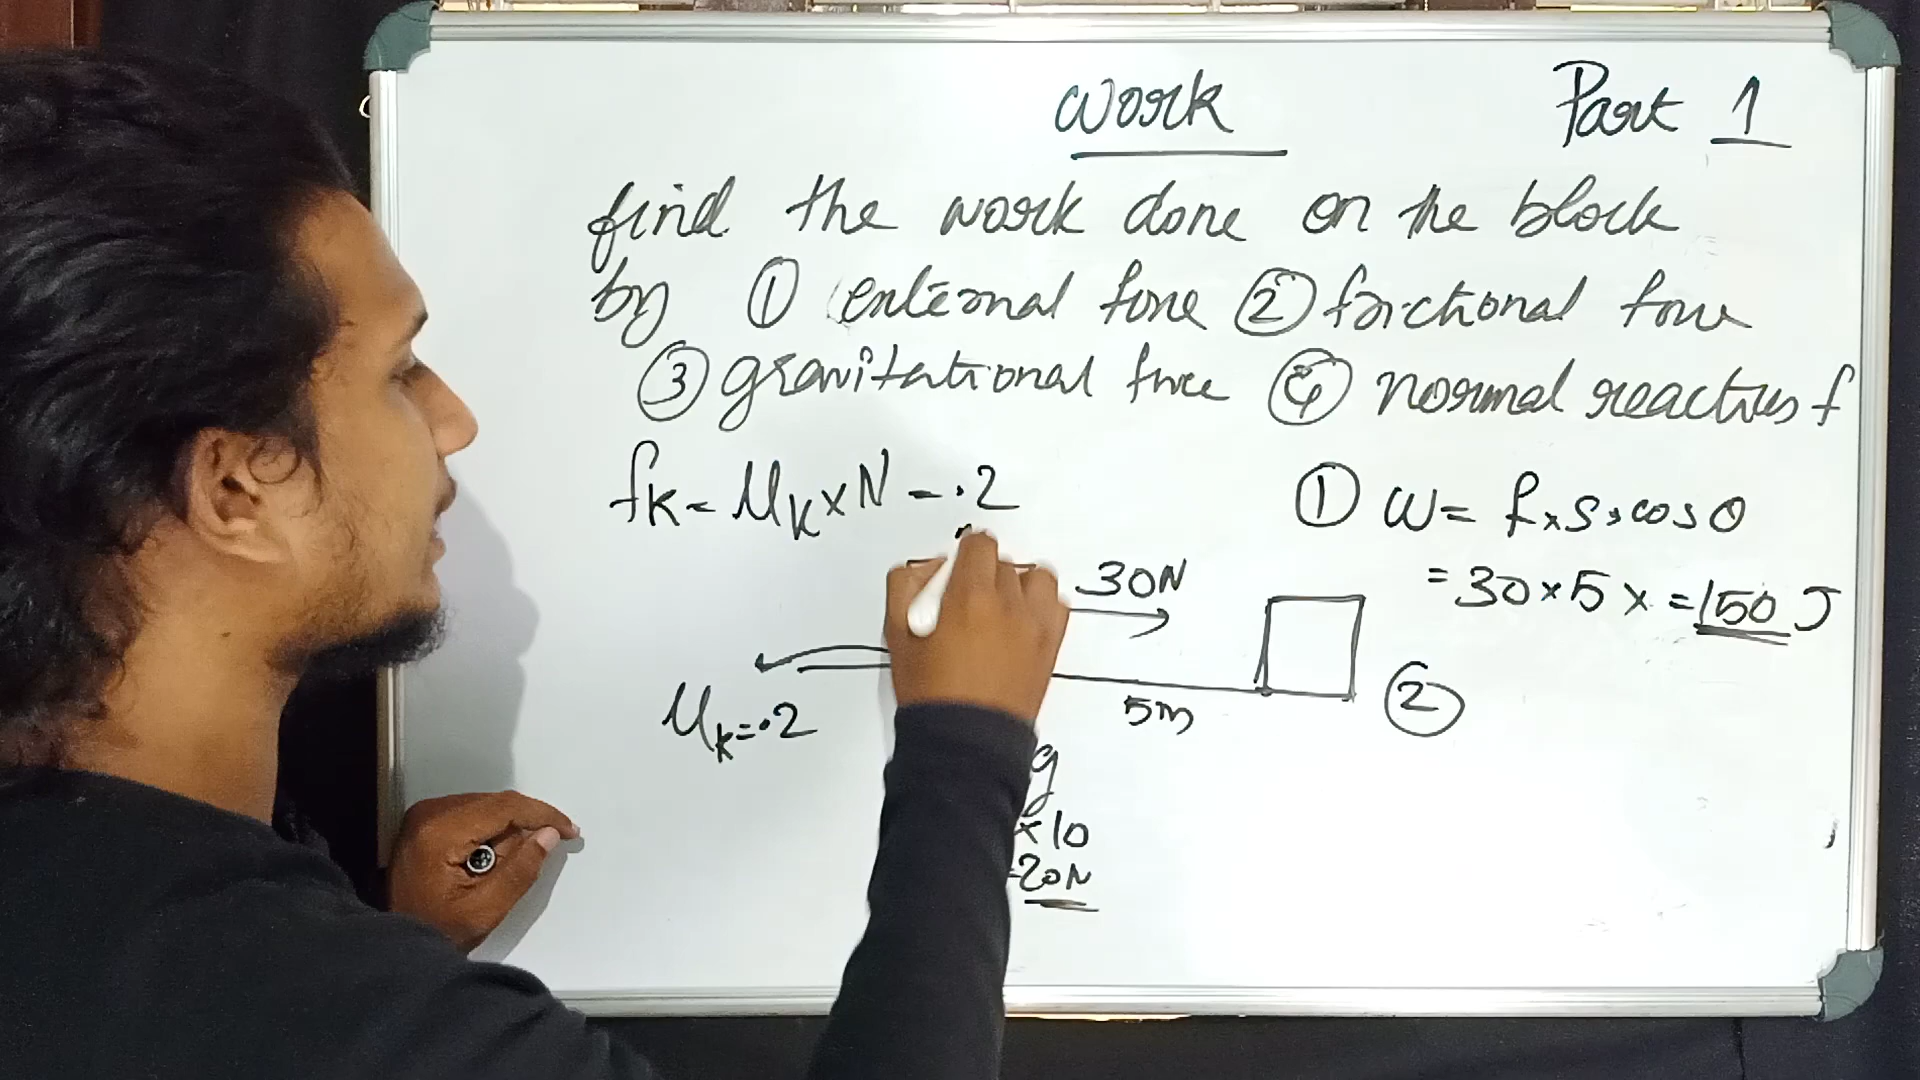 Work
Part 1
find the work done on the block
by ① external force ② frictional force
③ gravitational force ④ normal reactions f
fK = μK × N = .2
① W = f × s × cos θ
30N
= 30 × 5 × = 150 J
5m
②
μk = .2
g
× 10
=20N